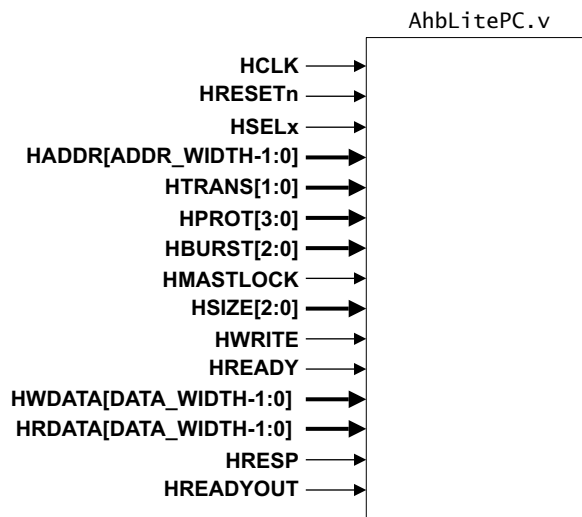 AhbLitePC.v
HCLK
HRESETn
HSELx
HADDR[ADDR_WIDTH-1:0]
HTRANS[1:0]
HPROT[3:0]
HBURST[2:0]
HMASTLOCK
HSIZE[2:0]
HWRITE
HREADY
HWDATA[DATA_WIDTH-1:0]
HRDATA[DATA_WIDTH-1:0]
HRESP
HREADYOUT